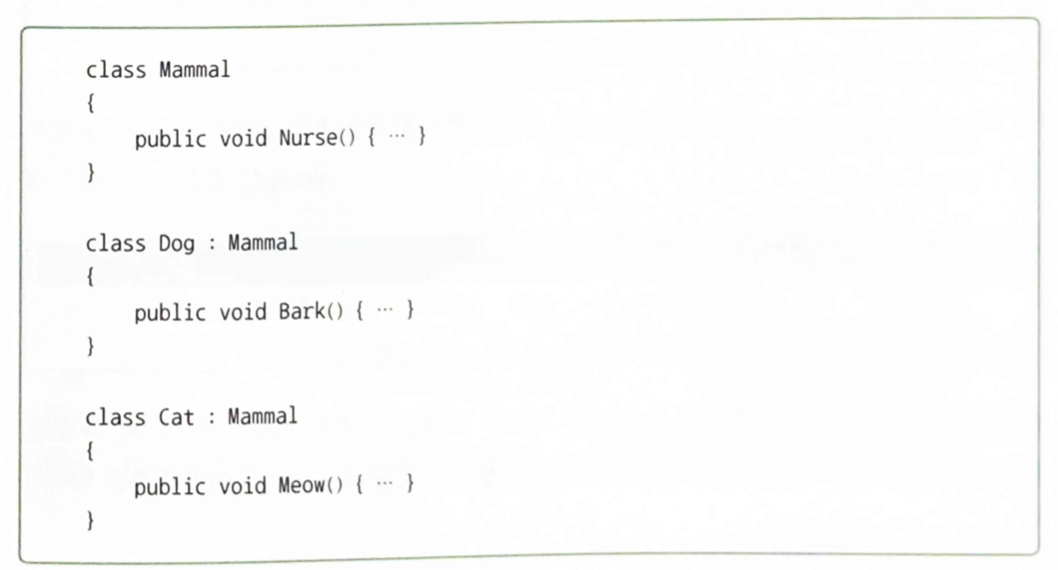 class Mammal
{
    public void Nurse() { … }
}
class Dog : Mammal
{
    public void Bark() { … }
}
class Cat : Mammal
{
    public void Meow() { … }
}